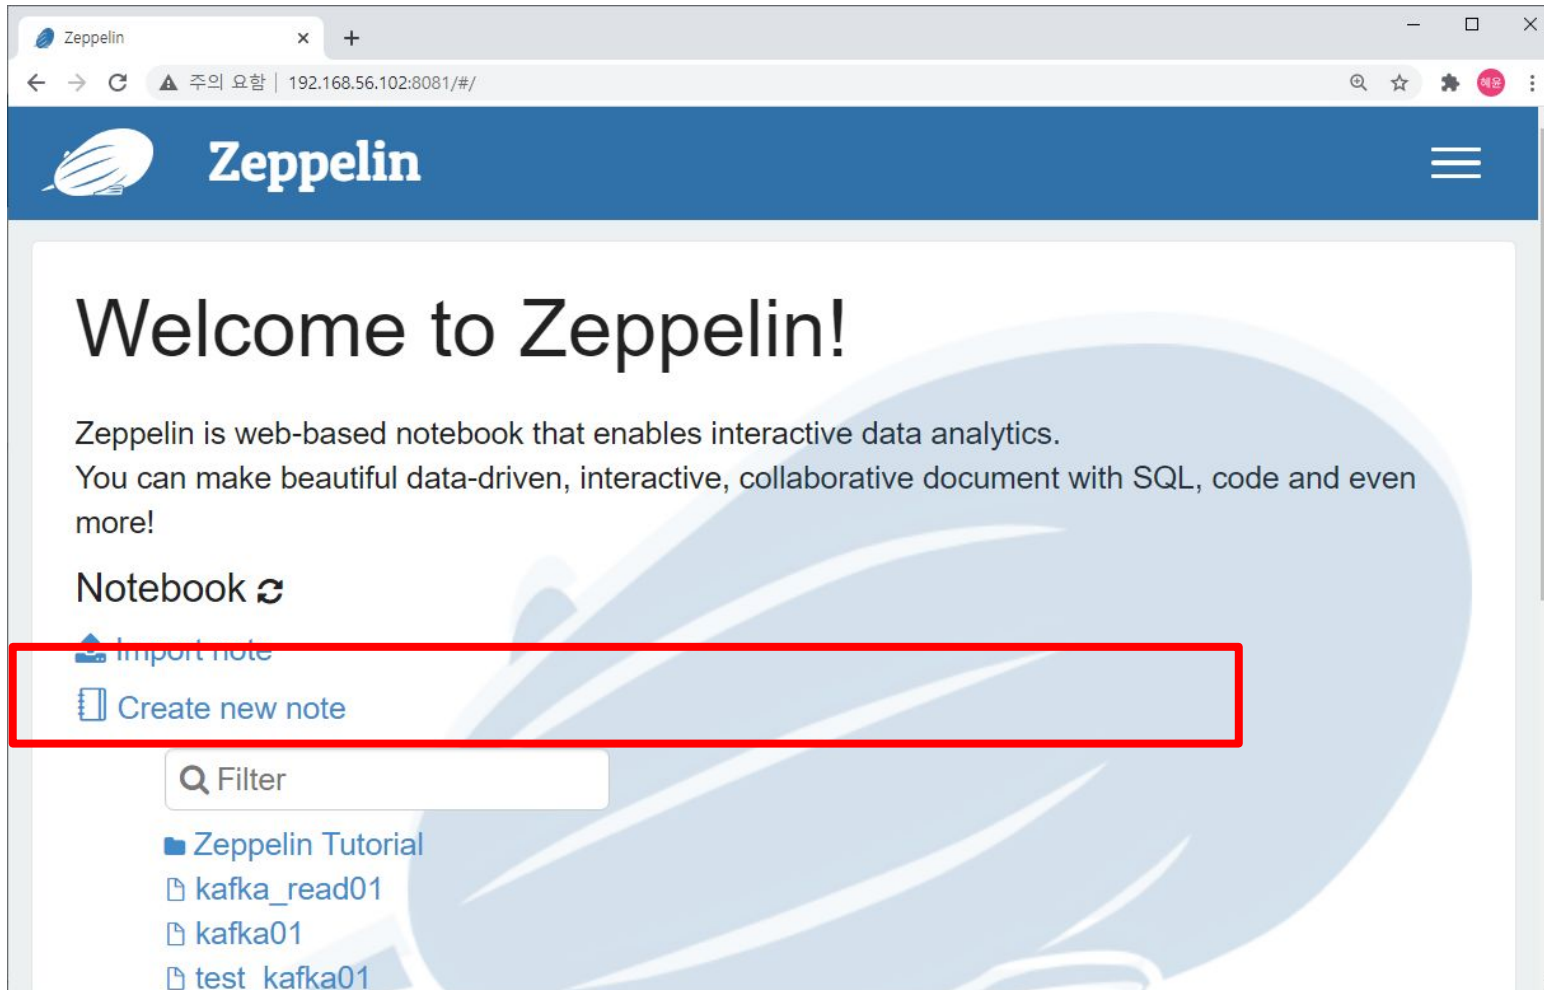 Zeppelin
주의 요함 | 192.168.56.102:8081/#/
혜윤
Zeppelin
Welcome to Zeppelin!
Zeppelin is web-based notebook that enables interactive data analytics.
You can make beautiful data-driven, interactive, collaborative document with SQL, code and even
more!
Notebook
Import note
Create new note
Filter
Zeppelin Tutorial
kafka_read01
kafka01
test_kafka01